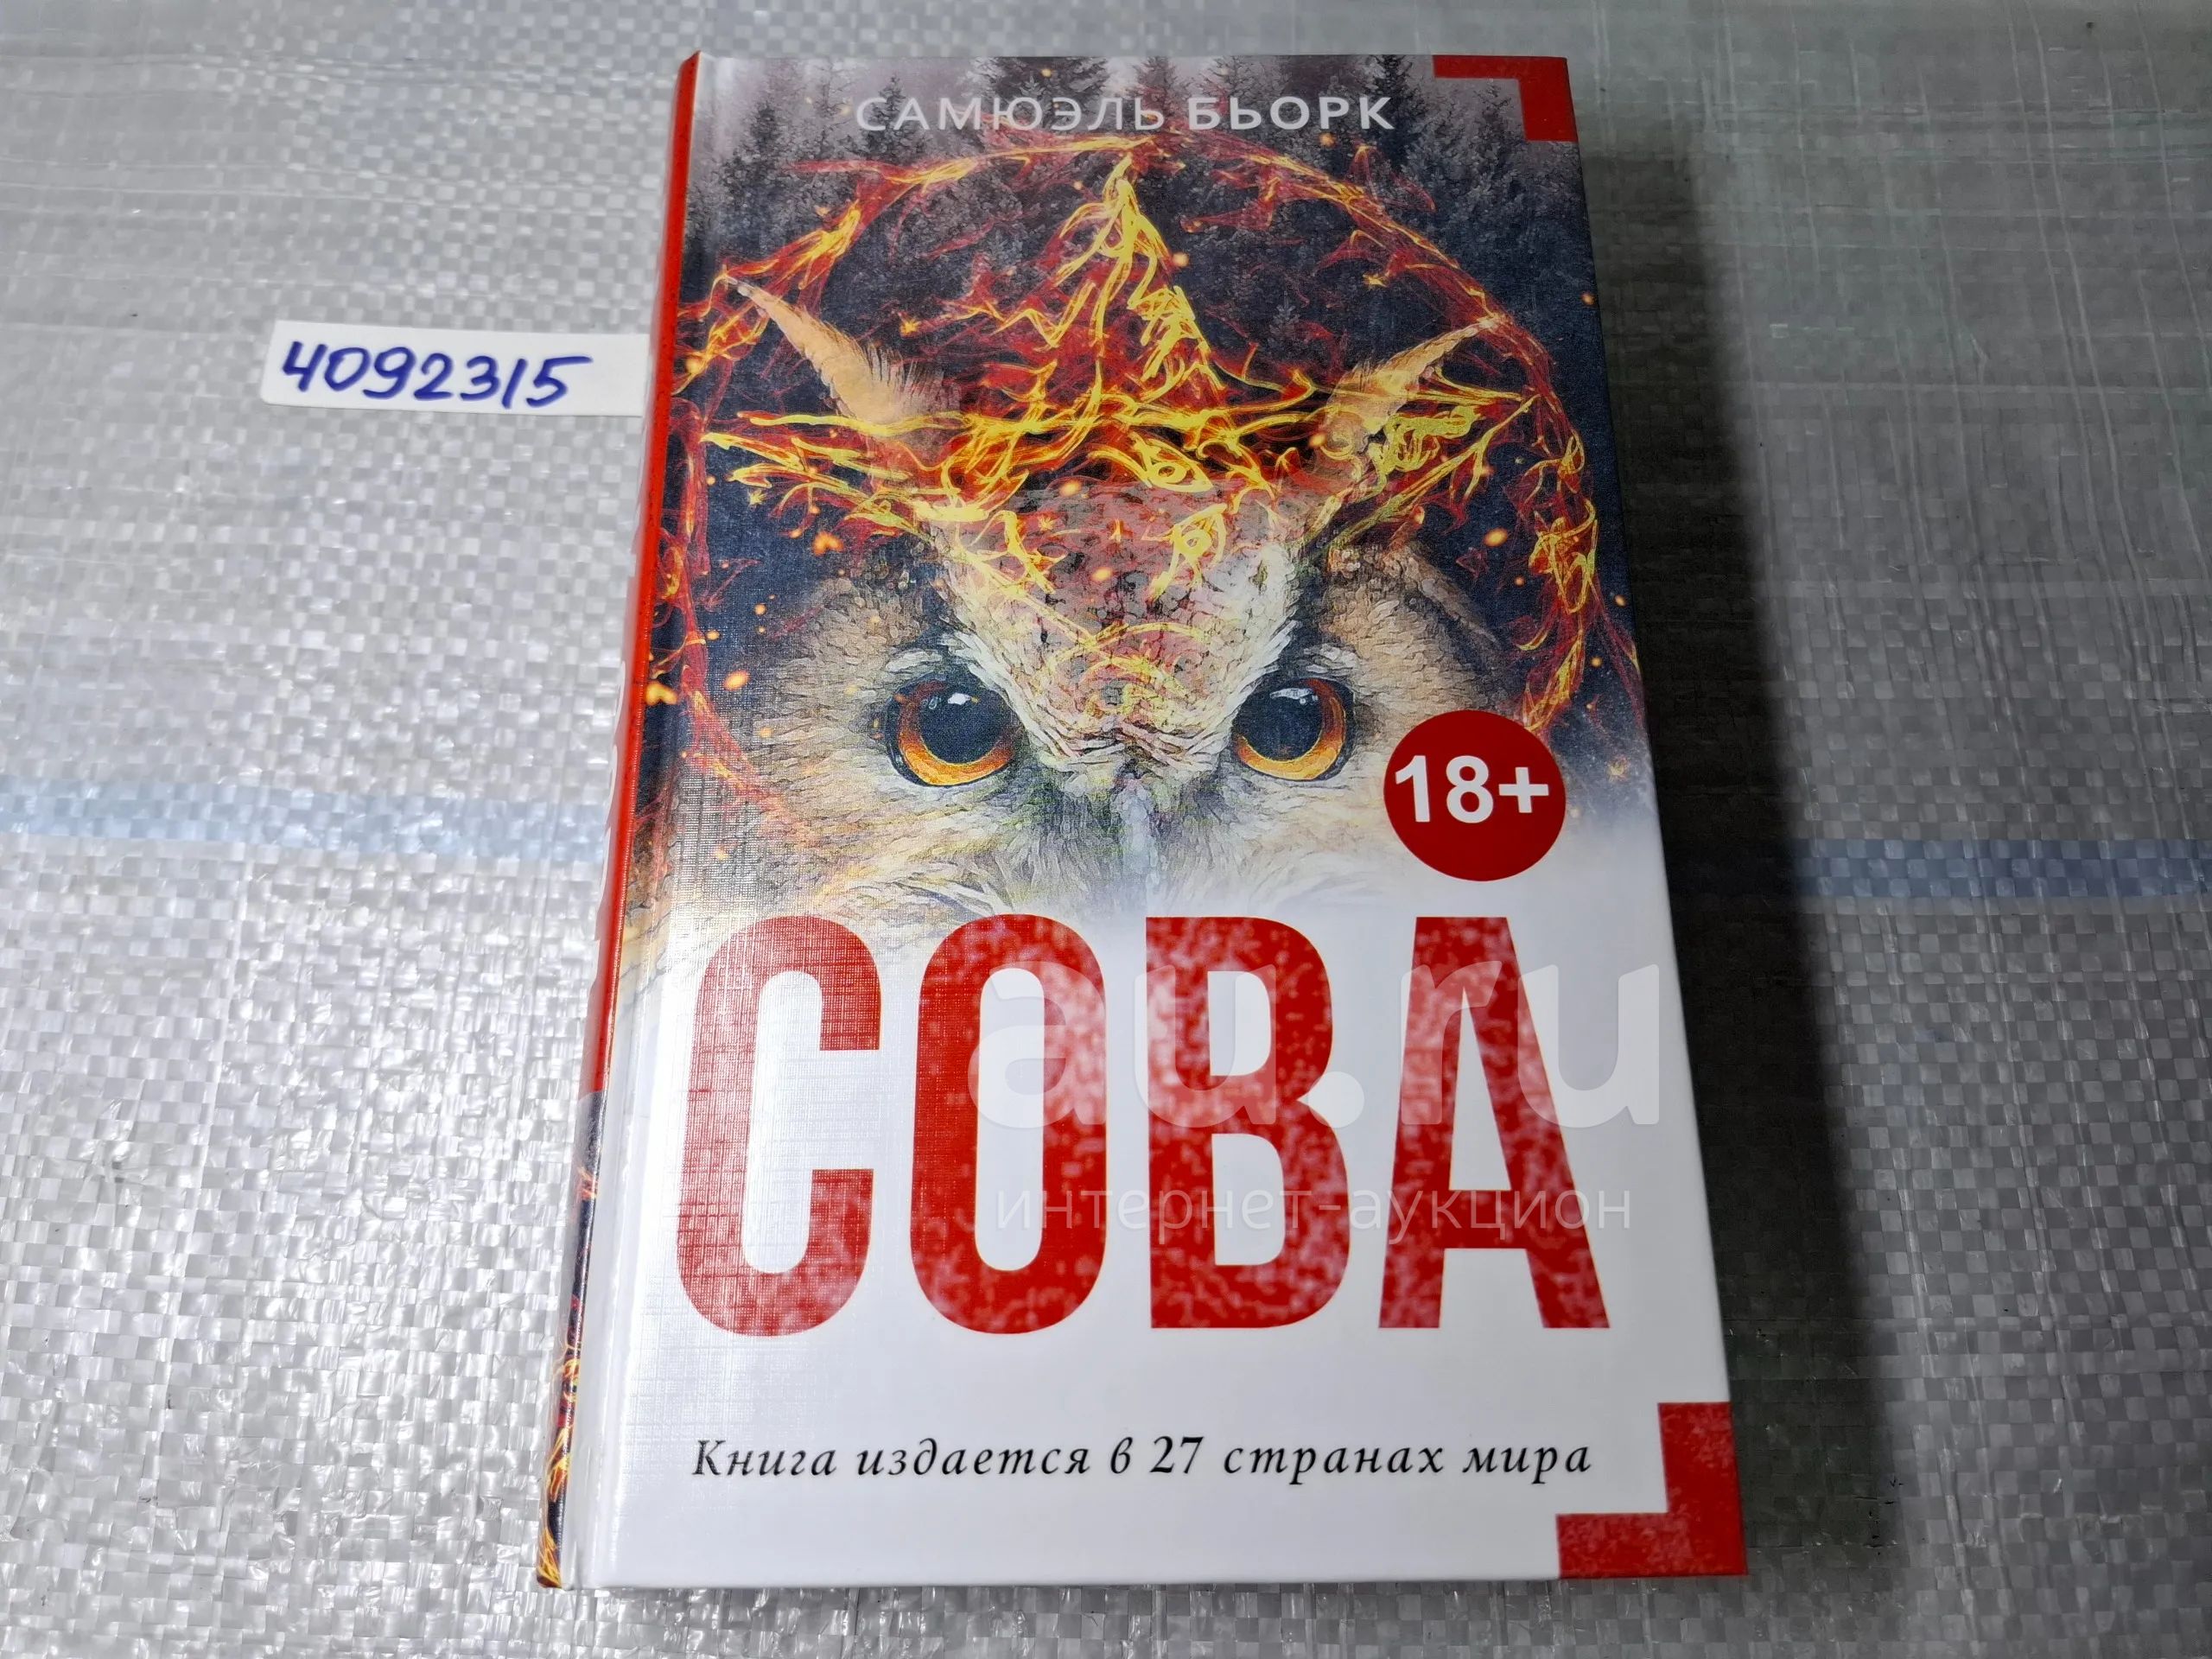 САМЮЭЛЬ БЬОРК
4092315
18+
СОВА
au.ru
интернет-аукцион
Книга издается в 27 странах мира